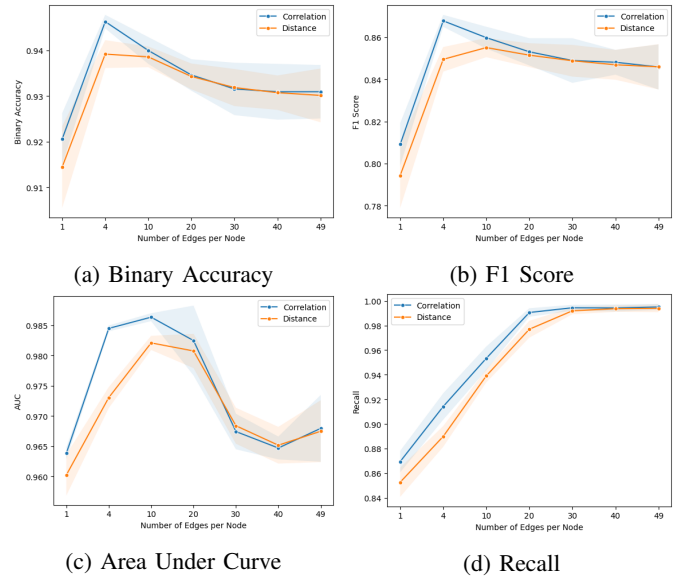 Correlation
Distance
0.94
0.93
0.92
0.91
Binary Accuracy
1 4 10 20 30 40 49
Number of Edges per Node
(a) Binary Accuracy
Correlation
Distance
0.86
0.84
0.82
0.80
0.78
F1 Score
1 4 10 20 30 40 49
Number of Edges per Node
(b) F1 Score
Correlation
Distance
0.985
0.980
0.975
0.970
0.965
0.960
AUC
1 4 10 20 30 40 49
Number of Edges per Node
(c) Area Under Curve
Correlation
Distance
1.00
0.98
0.96
0.94
0.92
0.90
0.88
0.86
0.84
Recall
1 4 10 20 30 40 49
Number of Edges per Node
(d) Recall